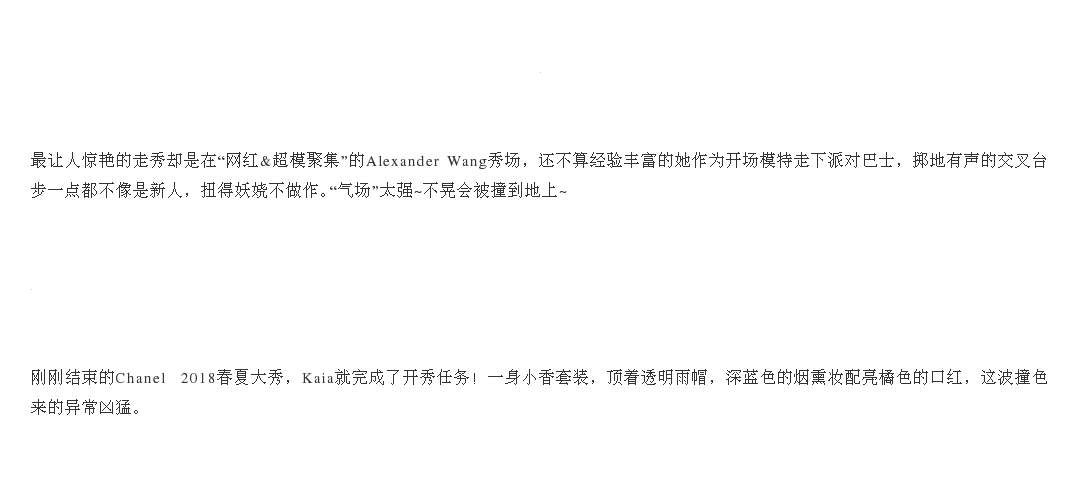 最让人惊艳的走秀却是在“网红&超模聚集”的Alexander Wang秀场，还不算经验丰富的她作为开场模特走下派对巴士，掷地有声的交叉台
步一点都不像是新人，扭得妖娆不做作。“气场”太强~不晃会被撞到地上~
刚刚结束的Chanel 2018春夏大秀，Kaia就完成了开秀任务！一身小香套装，顶着透明雨帽，深蓝色的烟熏妆配亮橘色的口红，这波撞色
来的异常凶猛。